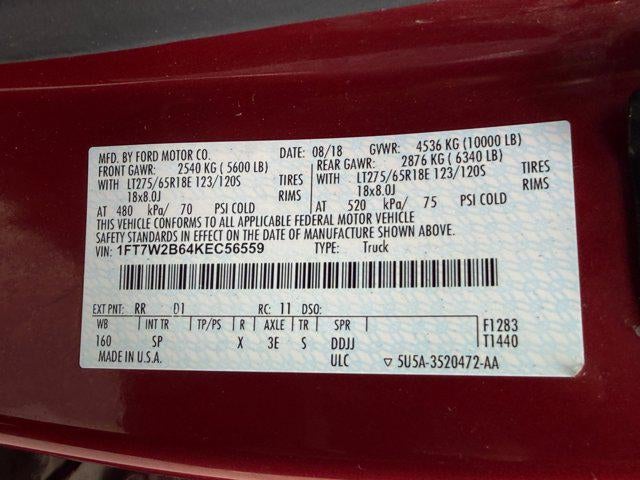 MFD. BY FORD MOTOR CO. DATE: 08/18 GVWR: 4536 KG (10000 LB)
FRONT GAWR: 2540 KG ( 5600 LB) REAR GAWR: 2876 KG ( 6340 LB)
WITH LT275/65R18E 123/120S TIRES WITH LT275/65R18E 123/120S TIRES
18x8.0J RIMS 18x8.0J RIMS
AT 480 kPa/ 70 PSI COLD AT 520 kPa/ 75 PSI COLD
THIS VEHICLE CONFORMS TO ALL APPLICABLE FEDERAL MOTOR VEHICLE
SAFETY STANDARDS IN EFFECT ON THE DATE OF MANUFACTURE SHOWN ABOVE.
VIN: 1FT7W2B64KEC56559 TYPE: Truck
EXT PNT: RR D1 RC: 11 DSO:
WB INT TR TP/PS R AXLE TR SPR F1283
160 SP X 3E S DDJJ T1440
MADE IN U.S.A. ULC ▽ 5U5A-3520472-AA